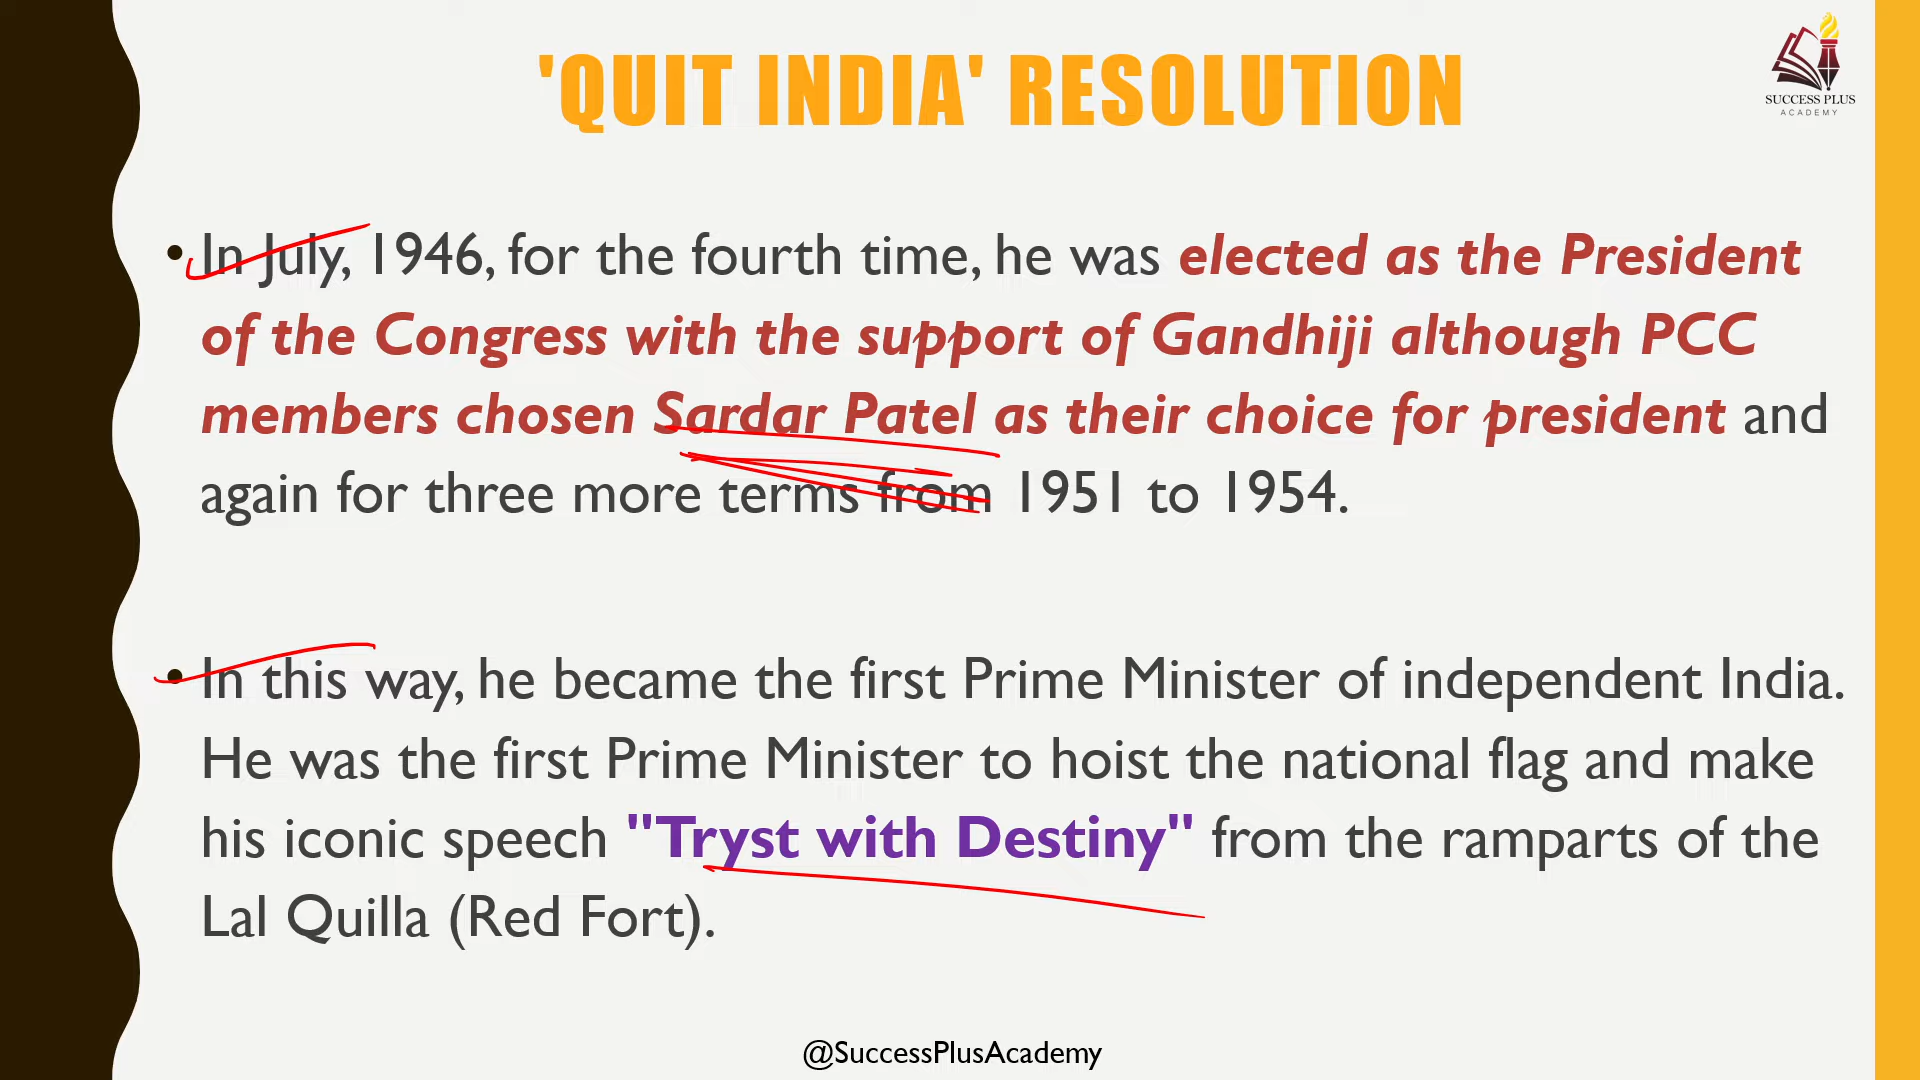 'QUIT INDIA' RESOLUTION
SUCCESS PLUS
ACADEMY
• In July, 1946, for the fourth time, he was elected as the President
of the Congress with the support of Gandhiji although PCC
members chosen Sardar Patel as their choice for president and
again for three more terms from 1951 to 1954.
• In this way, he became the first Prime Minister of independent India.
He was the first Prime Minister to hoist the national flag and make
his iconic speech "Tryst with Destiny" from the ramparts of the
Lal Quilla (Red Fort).
@SuccessPlusAcademy